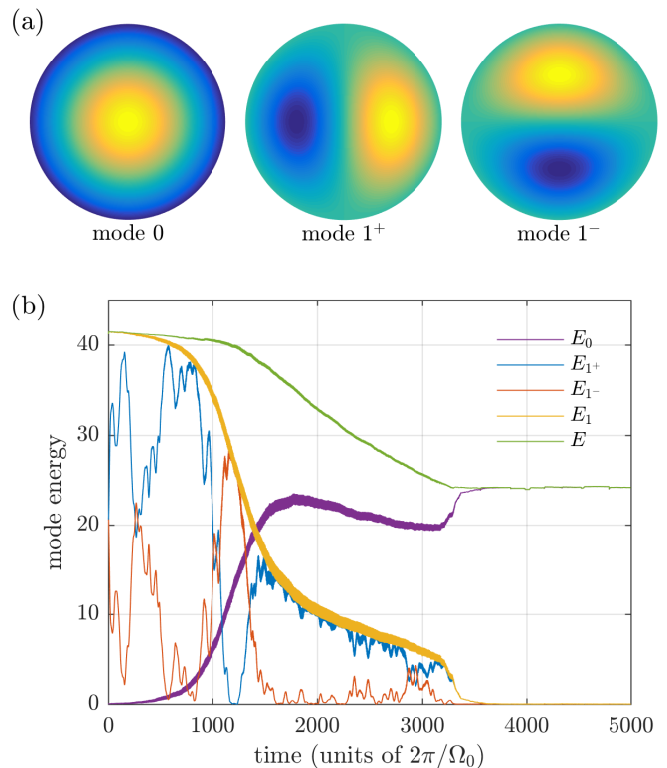 (a)
mode 0 mode 1⁺ mode 1⁻
(b)
mode energy
40
30
20
10
0
0 1000 2000 3000 4000 5000
time (units of 2π/Ω₀)
E₀
E₁⁺
E₁⁻
E₁
E